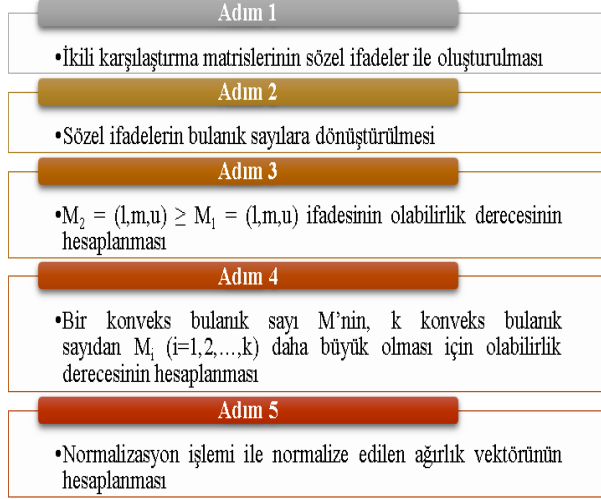 Adım 1
•İkili karşılaştırma matrislerinin sözel ifadeler ile oluşturulması
Adım 2
•Sözel ifadelerin bulanık sayılara dönüştürülmesi
Adım 3
•M₂ = (l,m,u) ≥ M₁ = (l,m,u) ifadesinin olabilirlik derecesinin
hesaplanması
Adım 4
•Bir konveks bulanık sayı M’nin, k konveks bulanık
sayıdan Mᵢ (i=1,2,…,k) daha büyük olması için olabilirlik
derecesinin hesaplanması
Adım 5
•Normalizasyon işlemi ile normalize edilen ağırlık vektörünün
hesaplanması